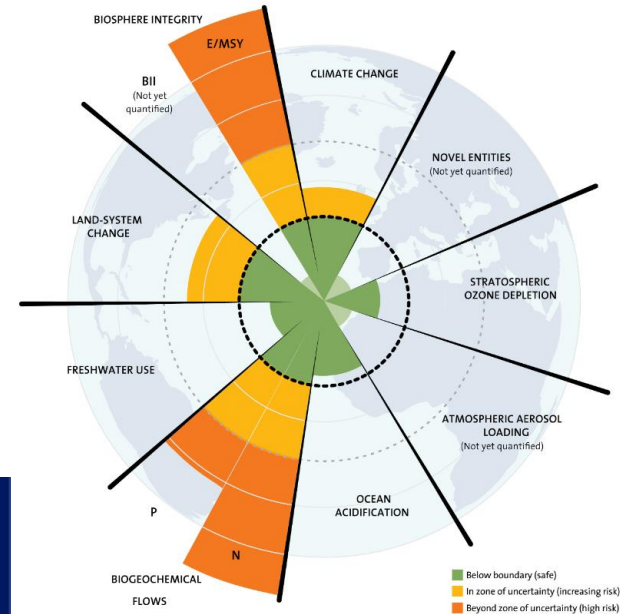 BIOSPHERE INTEGRITY
E/MSY
BII
(Not yet
quantified)
CLIMATE CHANGE
NOVEL ENTITIES
(Not yet quantified)
LAND-SYSTEM
CHANGE
STRATOSPHERIC
OZONE DEPLETION
FRESHWATER USE
ATMOSPHERIC AEROSOL
LOADING
(Not yet quantified)
OCEAN
ACIDIFICATION
P
N
BIOGEOCHEMICAL
FLOWS
Below boundary (safe)
In zone of uncertainty (increasing risk)
Beyond zone of uncertainty (high risk)